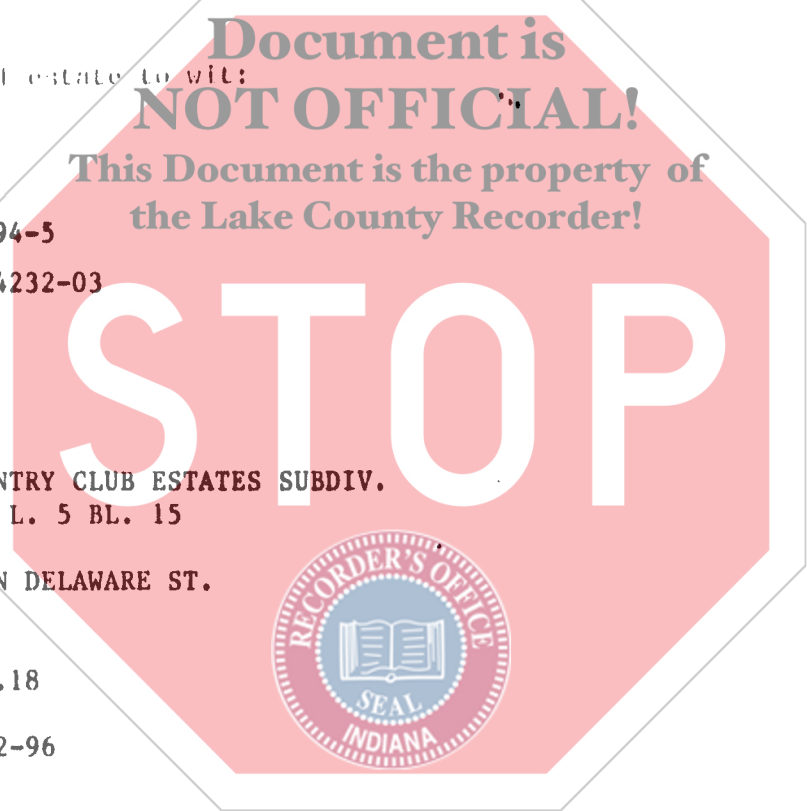 Document is
estate to wit:
NOT OFFICIAL!
This Document is the property of
the Lake County Recorder!
94-5
4232-03
STOP
NTRY CLUB ESTATES SUBDIV.
L. 5 BL. 15
RECORDER'S OFFICE
N DELAWARE ST.
.18
SEAL
INDIANA
2-96